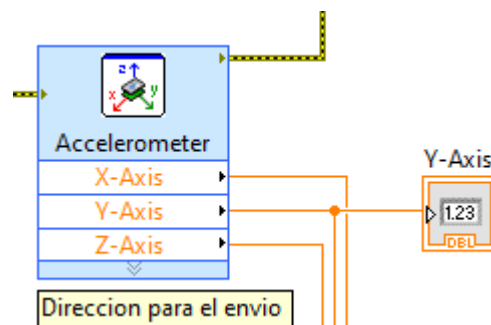 z
x
y
Accelerometer
X-Axis
Y-Axis
Z-Axis
Y-Axis
1.23
DBL
Direccion para el envio